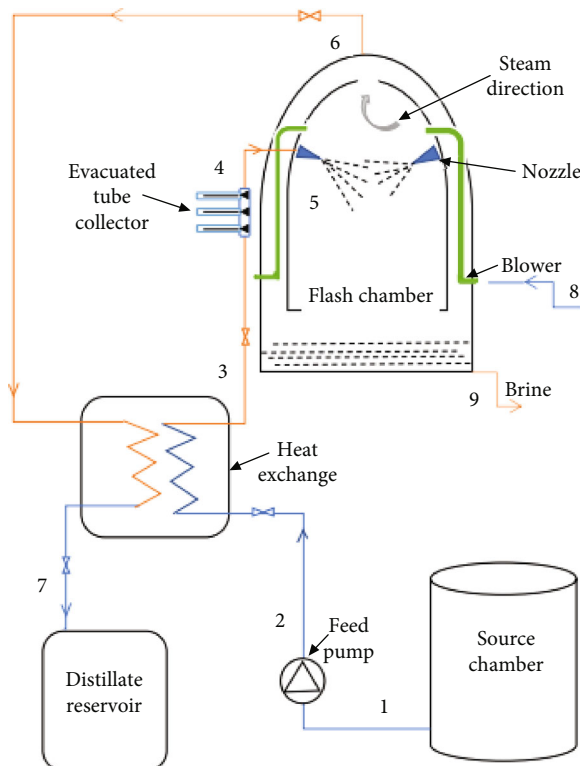 6
Steam
direction
4
Evacuated
tube
collector
5
Nozzle
Blower
8
Flash chamber
3
9
Brine
Heat
exchange
7
2
Feed
pump
1
Source
chamber
Distillate
reservoir